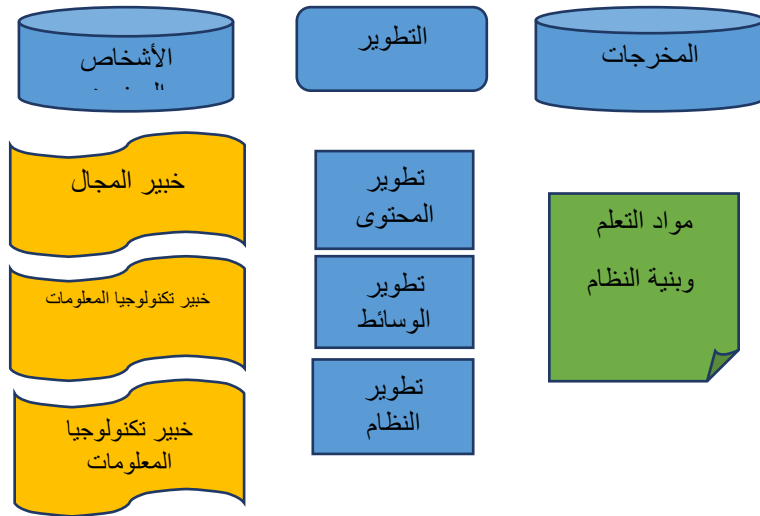 المخرجات
التطوير
الأشخاص
مواد التعلم
وبنية النظام
تطوير
المحتوى
تطوير
الوسائط
تطوير
النظام
خبير المجال
خبير تكنولوجيا المعلومات
خبير تكنولوجيا
المعلومات